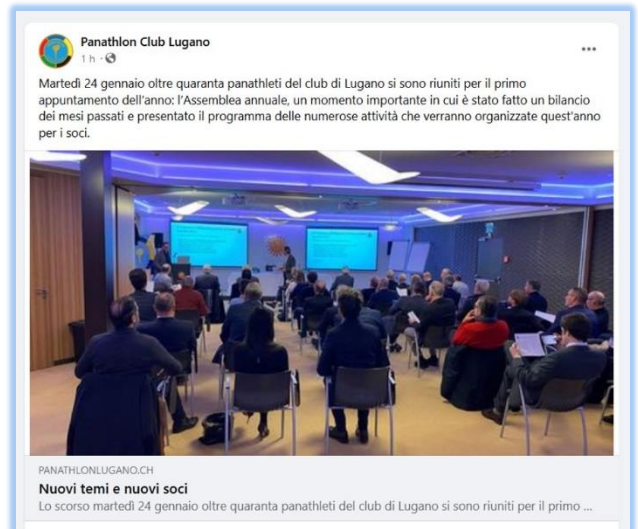 Panathlon Club Lugano
1 h ·
Martedì 24 gennaio oltre quaranta panathleti del club di Lugano si sono riuniti per il primo
appuntamento dell'anno: l'Assemblea annuale, un momento importante in cui è stato fatto un bilancio
dei mesi passati e presentato il programma delle numerose attività che verranno organizzate quest'anno
per i soci.
PANATHLONLUGANO.CH
Nuovi temi e nuovi soci
Lo scorso martedì 24 gennaio oltre quaranta panathleti del club di Lugano si sono riuniti per il primo ...